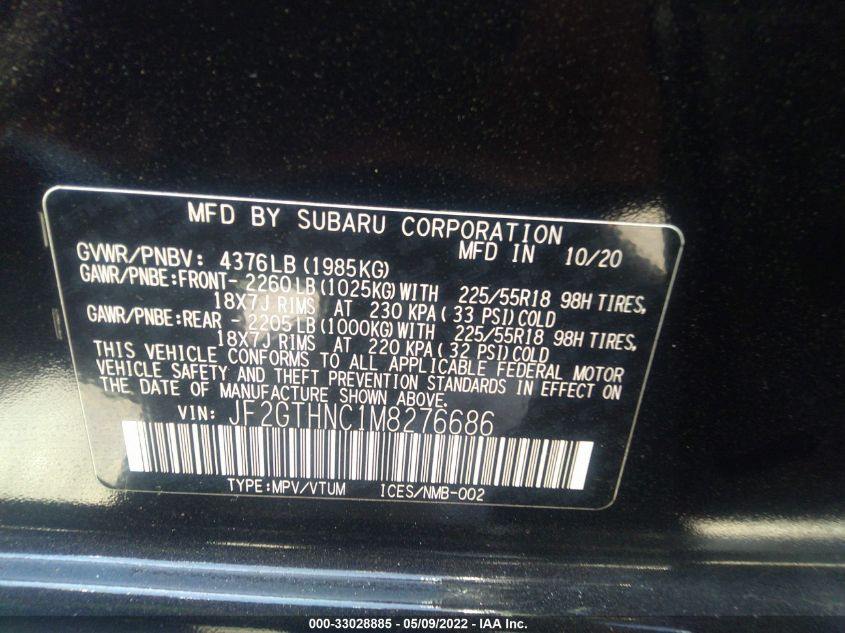 MFD BY SUBARU CORPORATION
GVWR/PNBV: 4376LB(1985KG) MFD IN 10/20
GAWR/PNBE:FRONT- 2260LB(1025KG)WITH 225/55R18 98H TIRES,
18X7J RIMS AT 230 KPA( 33 PSI)COLD
GAWR/PNBE:REAR - 2205LB(1000KG)WITH 225/55R18 98H TIRES,
18X7J RIMS AT 220 KPA( 32 PSI)COLD
THIS VEHICLE CONFORMS TO ALL APPLICABLE FEDERAL MOTOR
VEHICLE SAFETY AND THEFT PREVENTION STANDARDS IN EFFECT ON
THE DATE OF MANUFACTURE SHOWN ABOVE.
VIN: JF2GTHNC1M8276686
TYPE:MPV/VTUM ICES/NMB-002
000-33028885 - 05/09/2022 - IAA Inc.